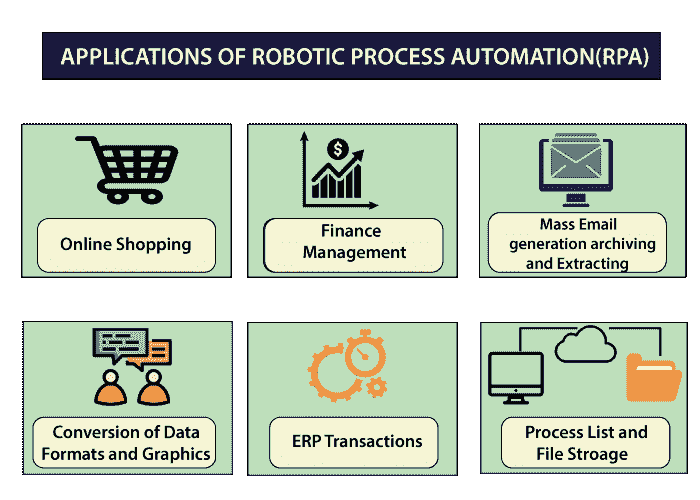 APPLICATIONS OF ROBOTIC PROCESS AUTOMATION(RPA)
Online Shopping
Finance
Management
Mass Email
generation archiving
and Extracting
Conversion of Data
Formats and Graphics
ERP Transactions
Process List and
File Stroage